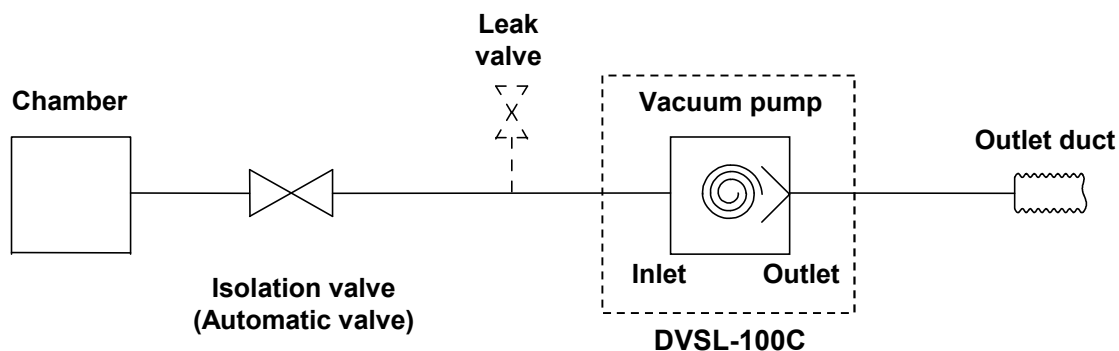 Leak
valve
Chamber
Vacuum pump
Outlet duct
Inlet
Outlet
Isolation valve
(Automatic valve)
DVSL-100C